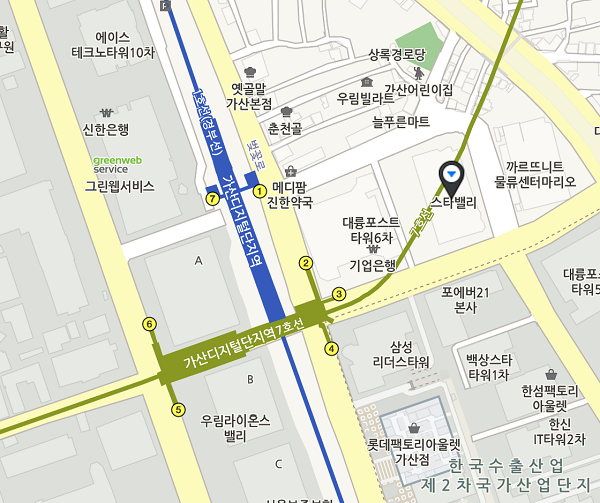 P
에이스
테크노타워10차
상록경로당
옛골말
가산본점
우림빌라트
가산어린이집
신한은행
1호선(경부선)
춘천골
늘푸른마트
greenweb
service
그린웹서비스
벚꽃로
까르뜨니트
물류센터마리오
메디팜
진한약국
7
1
스타밸리
가산디지털단지역
대륭포스트
타워6차
7호선
A
기업은행
2
포에버21
본사
대륭포스
타워5
3
6
가산디지털단지역7호선
4
삼성
리더스타워
백상스타
타워1차
B
한섬팩토리
아울렛
5
우림라이온스
밸리
한신
IT타워2차
롯데팩토리아울렛
가산점
C
한국수출산업
제2차국가산업단지